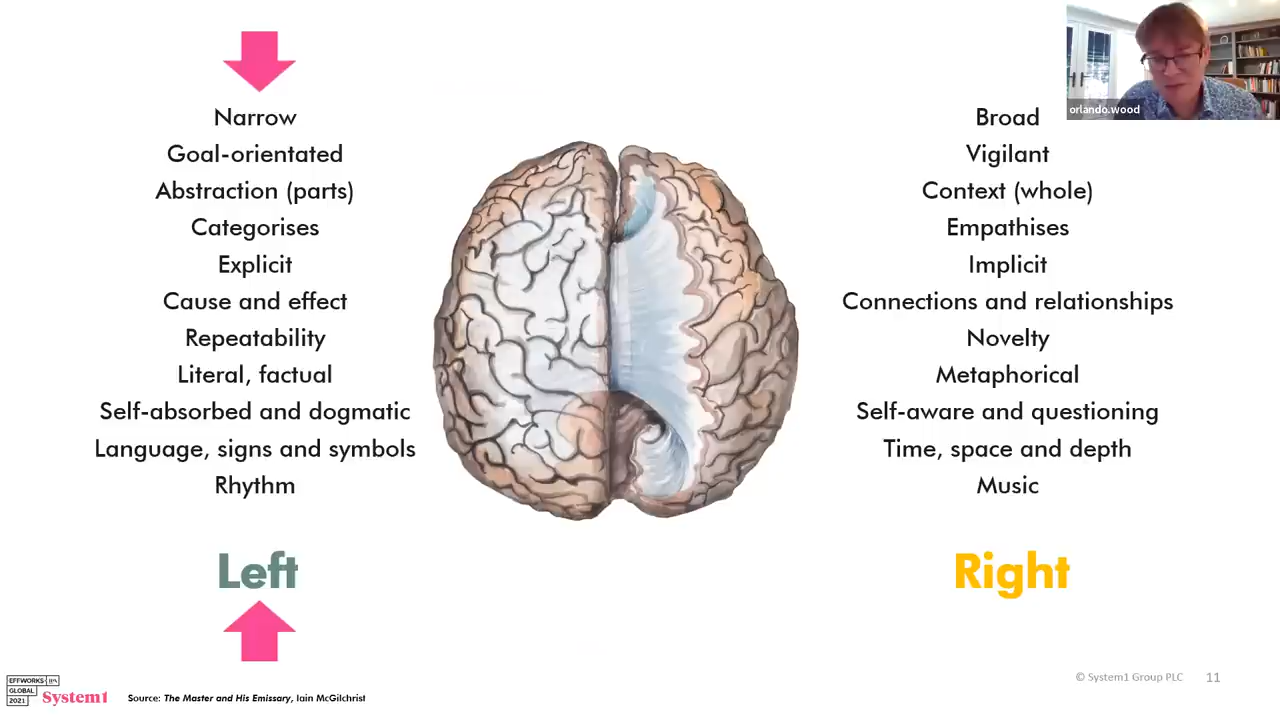 orlando.wood
Narrow
Goal-orientated
Abstraction (parts)
Categorises
Explicit
Cause and effect
Repeatability
Literal, factual
Self-absorbed and dogmatic
Language, signs and symbols
Rhythm
Left
Broad
Vigilant
Context (whole)
Empathises
Implicit
Connections and relationships
Novelty
Metaphorical
Self-aware and questioning
Time, space and depth
Music
Right
EFFWORKS IPA
GLOBAL
2021
System1
Source: The Master and His Emissary, Iain McGilchrist
© System1 Group PLC
11